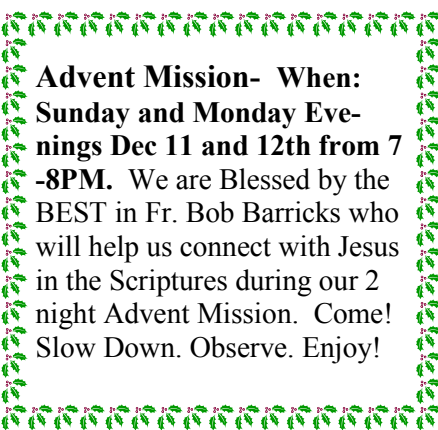 Advent Mission-  When:
Sunday and Monday Eve-
nings Dec 11 and 12th from 7
-8PM.  We are Blessed by the
BEST in Fr. Bob Barricks who
will help us connect with Jesus
in the Scriptures during our 2
night Advent Mission.  Come!
Slow Down. Observe. Enjoy!